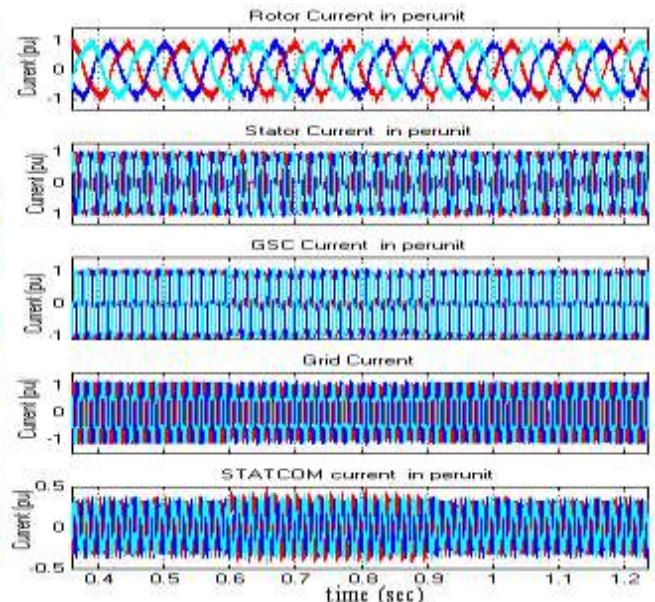 Rotor Current in perunit
Current (pu)
1
0
-1
Stator Current in perunit
Current (pu)
1
0
1
GSC Current in perunit
Current (pu)
1
0
-1
Grid Current
Current (pu)
1
0
-1
STATCOM current in perunit
Current (pu)
0.5
0
-0.5
0.4 0.5 0.6 0.7 0.8 0.9 1 1.1 1.2
time (sec)